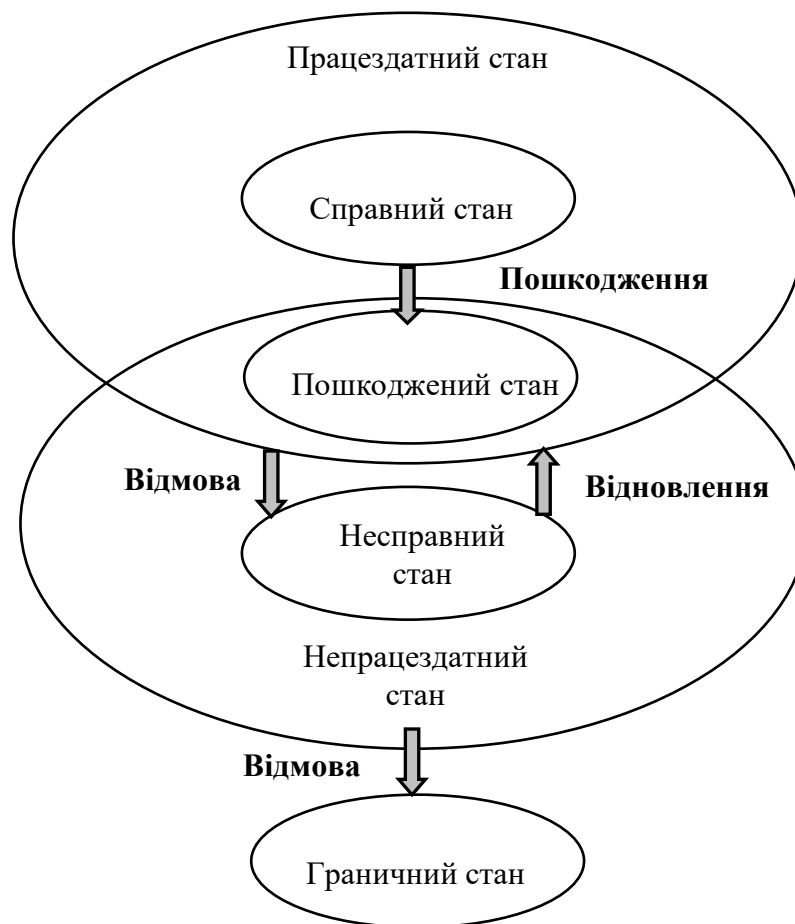 Працездатний стан
Справний стан
Пошкодження
Пошкоджений стан
Відмова
Відновлення
Несправний
стан
Непрацездатний
стан
Відмова
Граничний стан